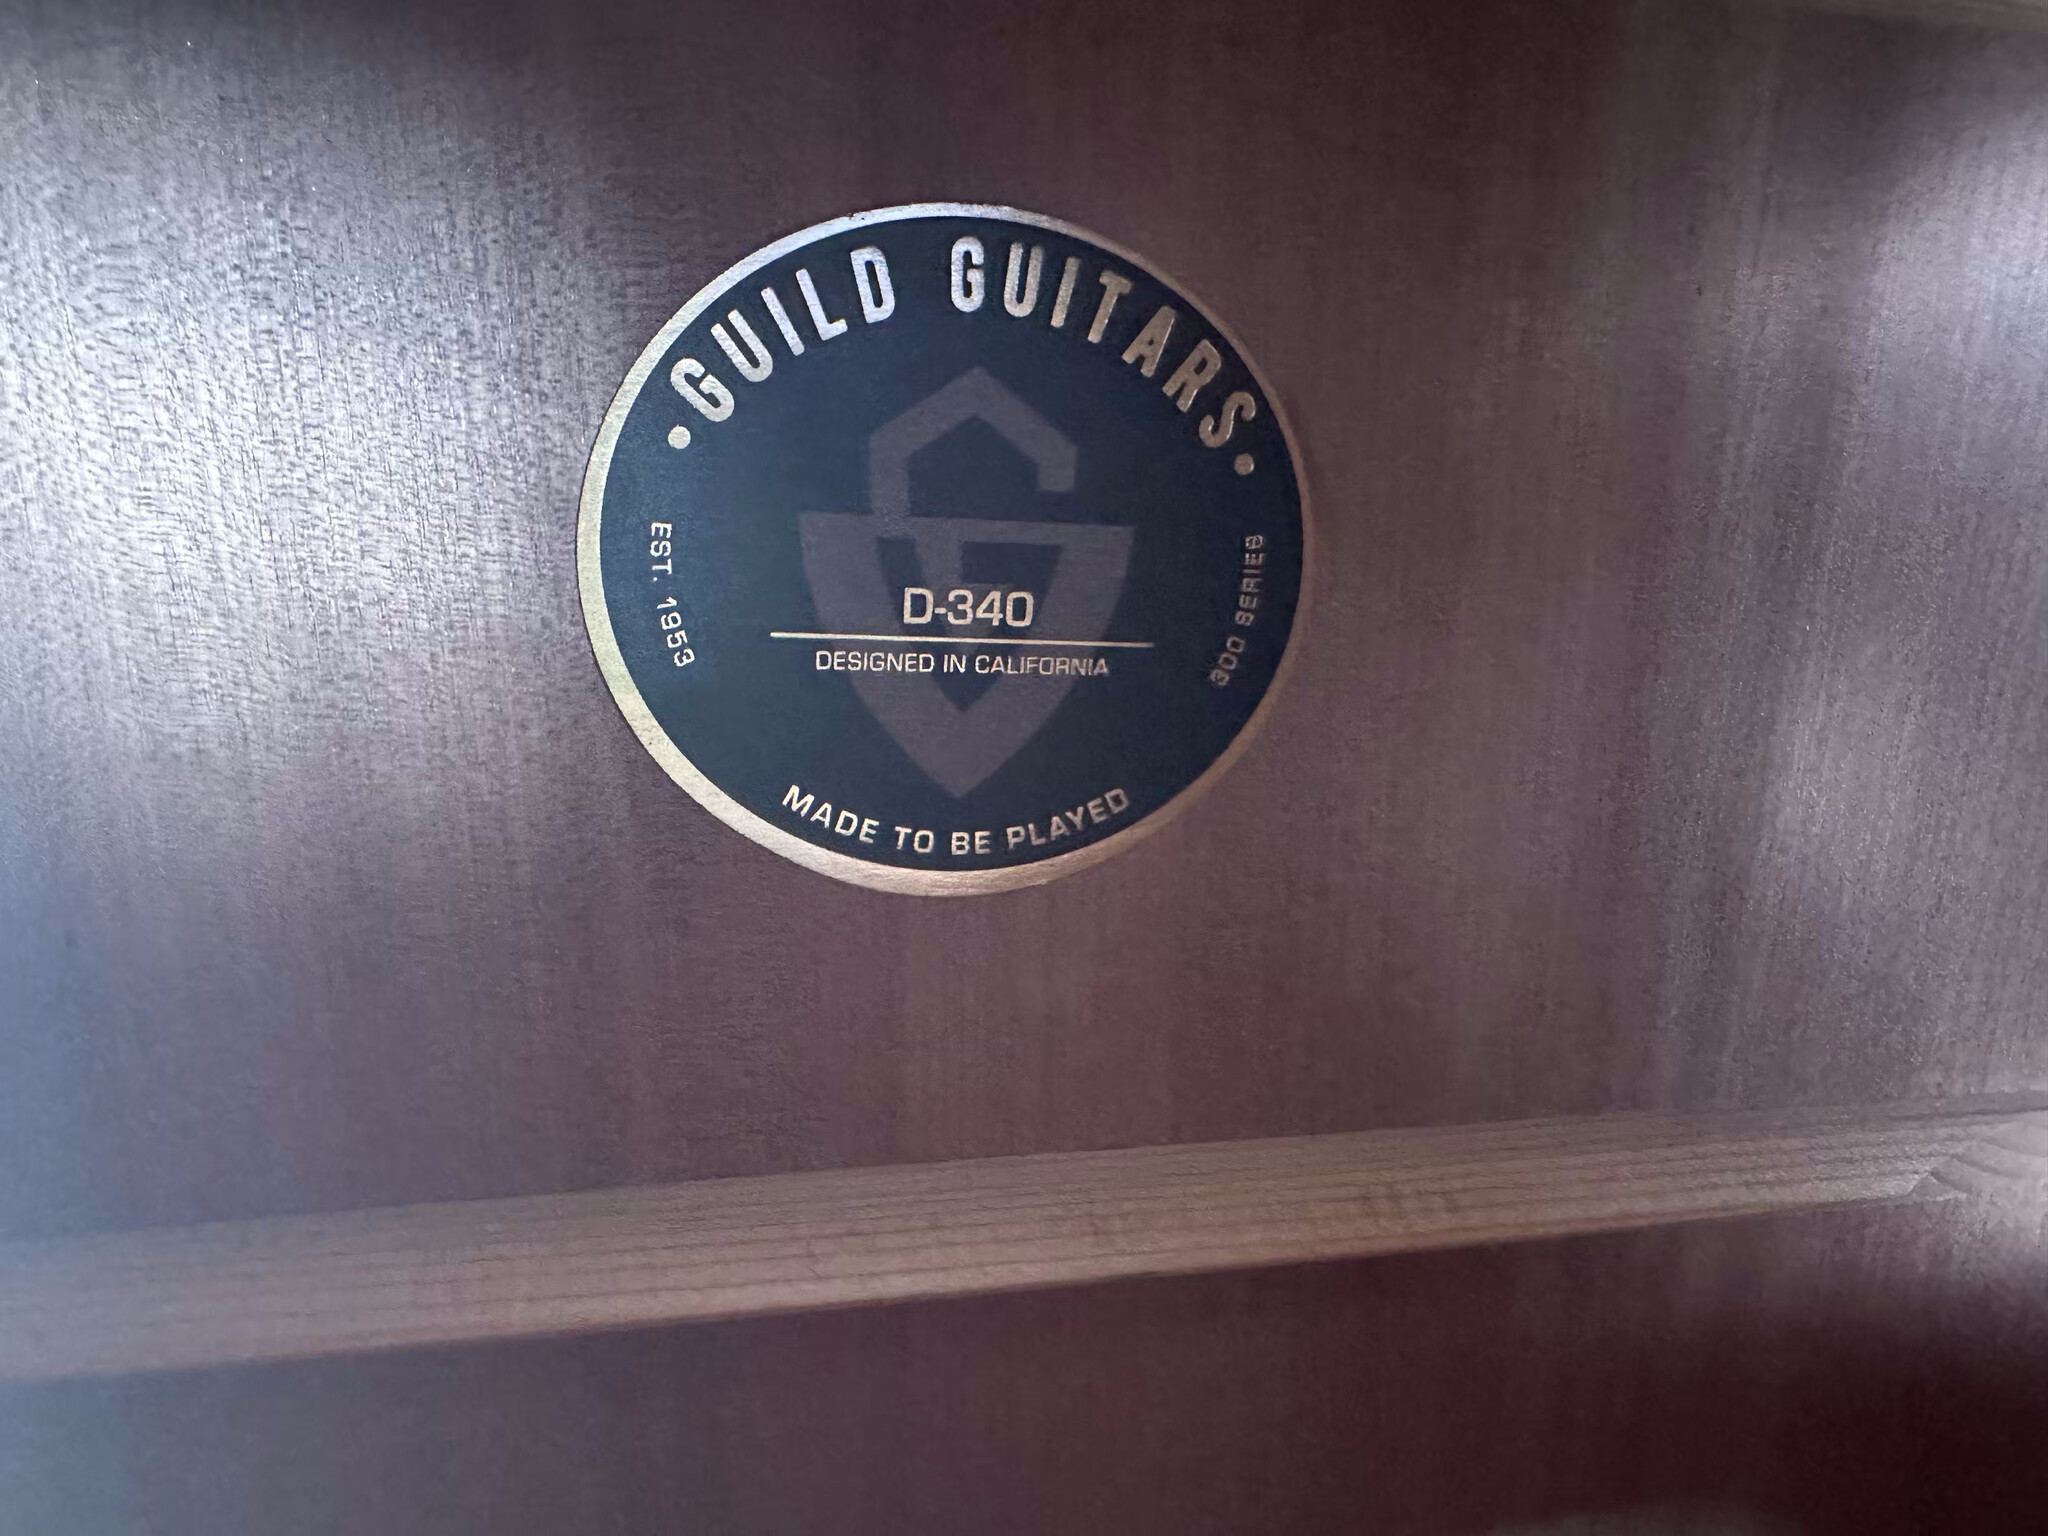 GUILD GUITARS
EST. 1953
300 SERIES
D-340
DESIGNED IN CALIFORNIA
MADE TO BE PLAYED